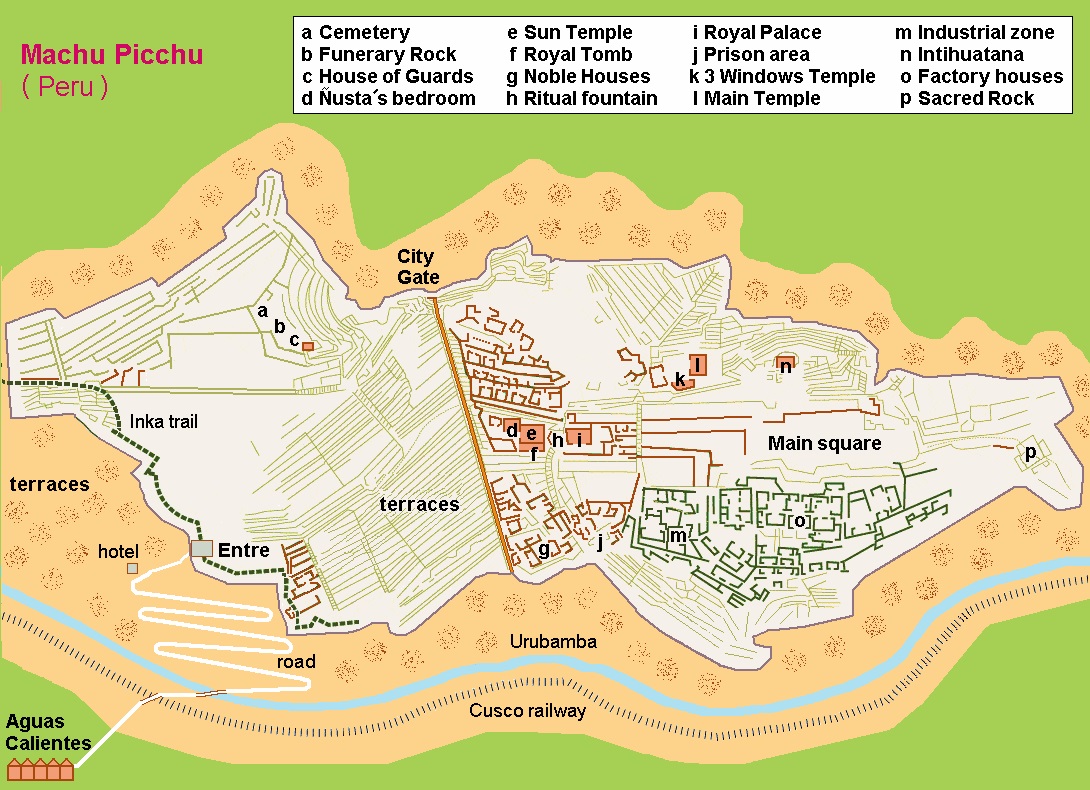 Machu Picchu
( Peru )
a Cemetery
b Funerary Rock
c House of Guards
d Ñusta´s bedroom
e Sun Temple
f Royal Tomb
g Noble Houses
h Ritual fountain
i Royal Palace
j Prison area
k 3 Windows Temple
l Main Temple
m Industrial zone
n Intihuatana
o Factory houses
p Sacred Rock
City
Gate
a
b
c
l
k
n
Inka trail
d
e
h
i
f
Main square
p
terraces
terraces
o
m
j
g
hotel
Entre
Urubamba
road
Cusco railway
Aguas
Calientes